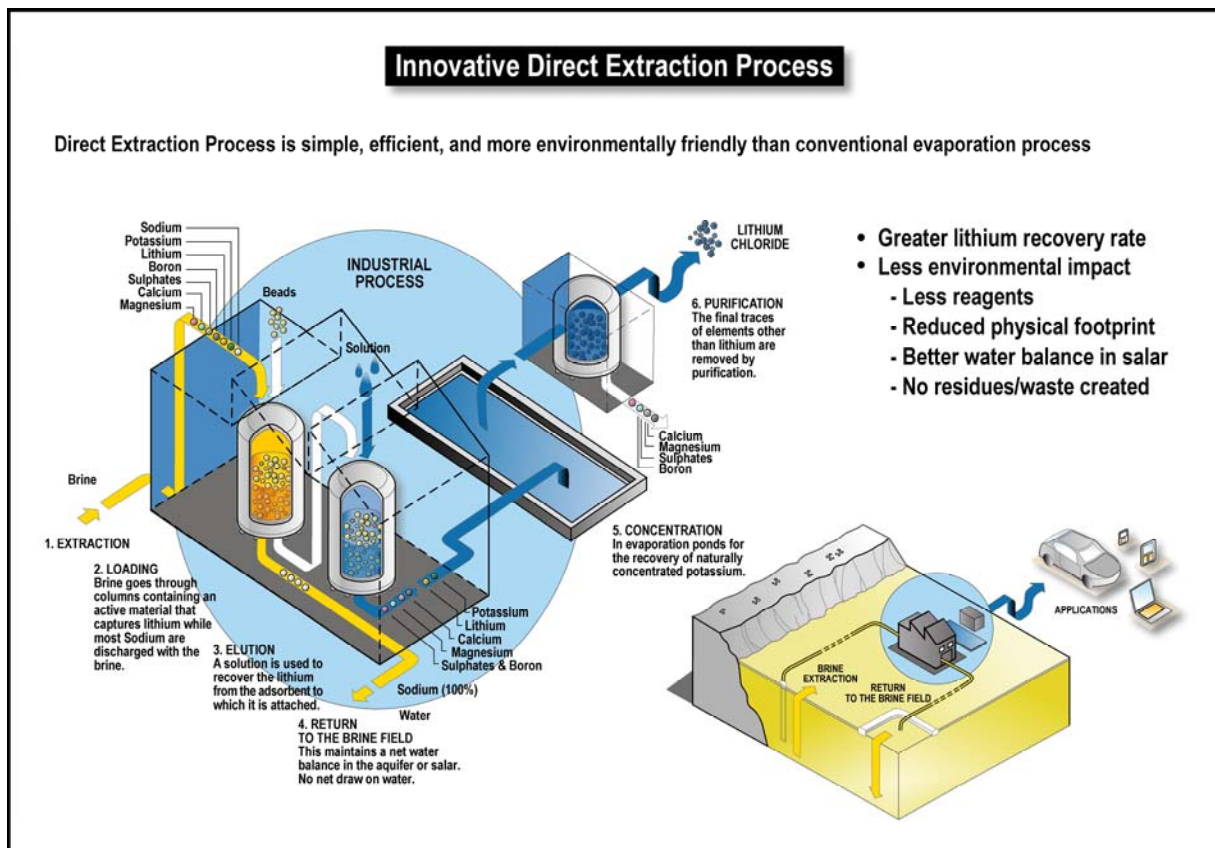 Innovative Direct Extraction Process
Direct Extraction Process is simple, efficient, and more environmentally friendly than conventional evaporation process
Sodium
Potassium
Lithium
Boron
Sulphates
Calcium
Magnesium
Beads
INDUSTRIAL
PROCESS
Solution
Brine
1. EXTRACTION
2. LOADING
Brine goes through
columns containing an
active material that
captures lithium while
most Sodium are
discharged with the
brine.
3. ELUTION
A solution is used to
recover the lithium
from the adsorbent to
which it is attached.
Potassium
Lithium
Calcium
Magnesium
Sulphates & Boron
Sodium (100%)
Water
4. RETURN
TO THE BRINE FIELD
This maintains a net water
balance in the aquifer or salar.
No net draw on water.
5. CONCENTRATION
In evaporation ponds for
the recovery of naturally
concentrated potassium.
LITHIUM
CHLORIDE
6. PURIFICATION
The final traces
of elements other
than lithium are
removed by
purification.
Calcium
Magnesium
Sulphates
Boron
• Greater lithium recovery rate
• Less environmental impact
- Less reagents
- Reduced physical footprint
- Better water balance in salar
- No residues/waste created
BRINE
EXTRACTION
RETURN
TO THE BRINE FIELD
APPLICATIONS